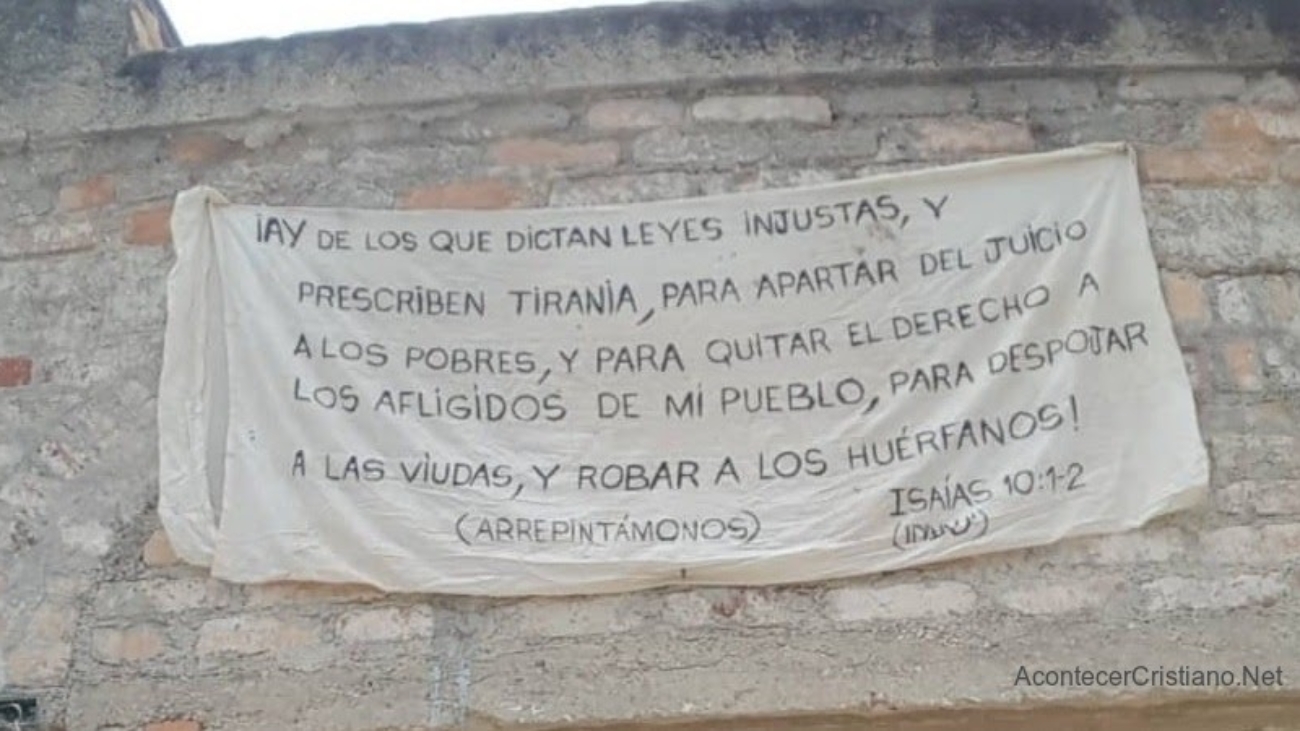 ¡AY DE LOS QUE DICTAN LEYES INJUSTAS, Y
PRESCRIBEN TIRANÍA, PARA APARTÁR DEL JUICIO
A LOS POBRES, Y PARA QUITAR EL DERECHO A
LOS AFLIGIDOS DE MI PUEBLO, PARA DESPOJAR
A LAS VIUDAS, Y ROBAR A LOS HUÉRFANOS!
ISAÍAS 10:1-2
(ARREPINTÁMONOS)
AcontecerCristiano.Net